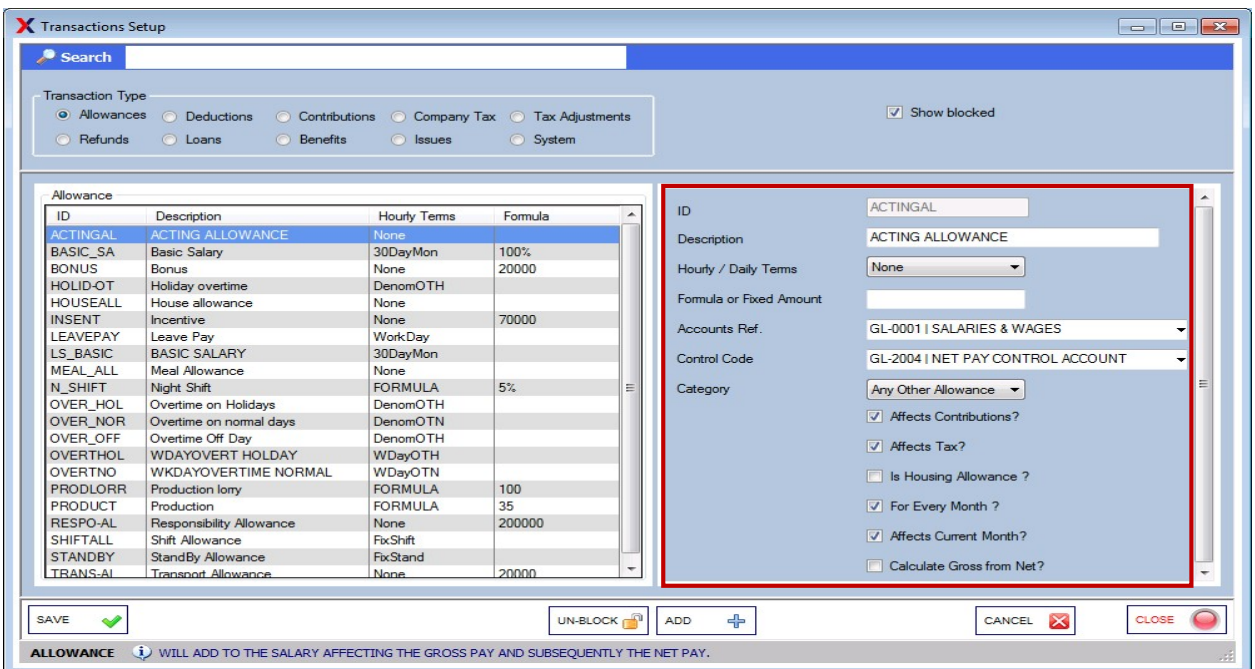 Transactions Setup
Search
Transaction Type
Allowances Deductions Contributions Company Tax Tax Adjustments
Refunds Loans Benefits Issues System
Show blocked
Allowance
ID Description Hourly Terms Formula
ACTINGAL ACTING ALLOWANCE None
BASIC_SA Basic Salary 30DayMon 100%
BONUS Bonus None 20000
HOLID-OT Holiday overtime DenomOTH
HOUSEALL House allowance None
INSENT Incentive None 70000
LEAVEPAY Leave Pay WorkDay
LS_BASIC BASIC SALARY 30DayMon
MEAL_ALL Meal Allowance None
N_SHIFT Night Shift FORMULA 5%
OVER_HOL Overtime on Holidays DenomOTH
OVER_NOR Overtime on normal days DenomOTN
OVER_OFF Overtime Off Day DenomOTH
OVERTHOL WDAYOVERT HOLDAY WDayOTH
OVERTNO WKDAYOVERTIME NORMAL WDayOTN
PRODLORR Production lorry FORMULA 100
PRODUCT Production FORMULA 35
RESPO-AL Responsibility Allowance None 200000
SHIFTALL Shift Allowance FixShift
STANDBY StandBy Allowance FixStand
TRANS-AL Transport Allowance None 20000
ID ACTINGAL
Description ACTING ALLOWANCE
Hourly / Daily Terms None
Formula or Fixed Amount
Accounts Ref. GL-0001 | SALARIES & WAGES
Control Code GL-2004 | NET PAY CONTROL ACCOUNT
Category Any Other Allowance
Affects Contributions?
Affects Tax?
Is Housing Allowance ?
For Every Month ?
Affects Current Month?
Calculate Gross from Net?
SAVE UN-BLOCK ADD CANCEL CLOSE
ALLOWANCE WILL ADD TO THE SALARY AFFECTING THE GROSS PAY AND SUBSEQUENTLY THE NET PAY.